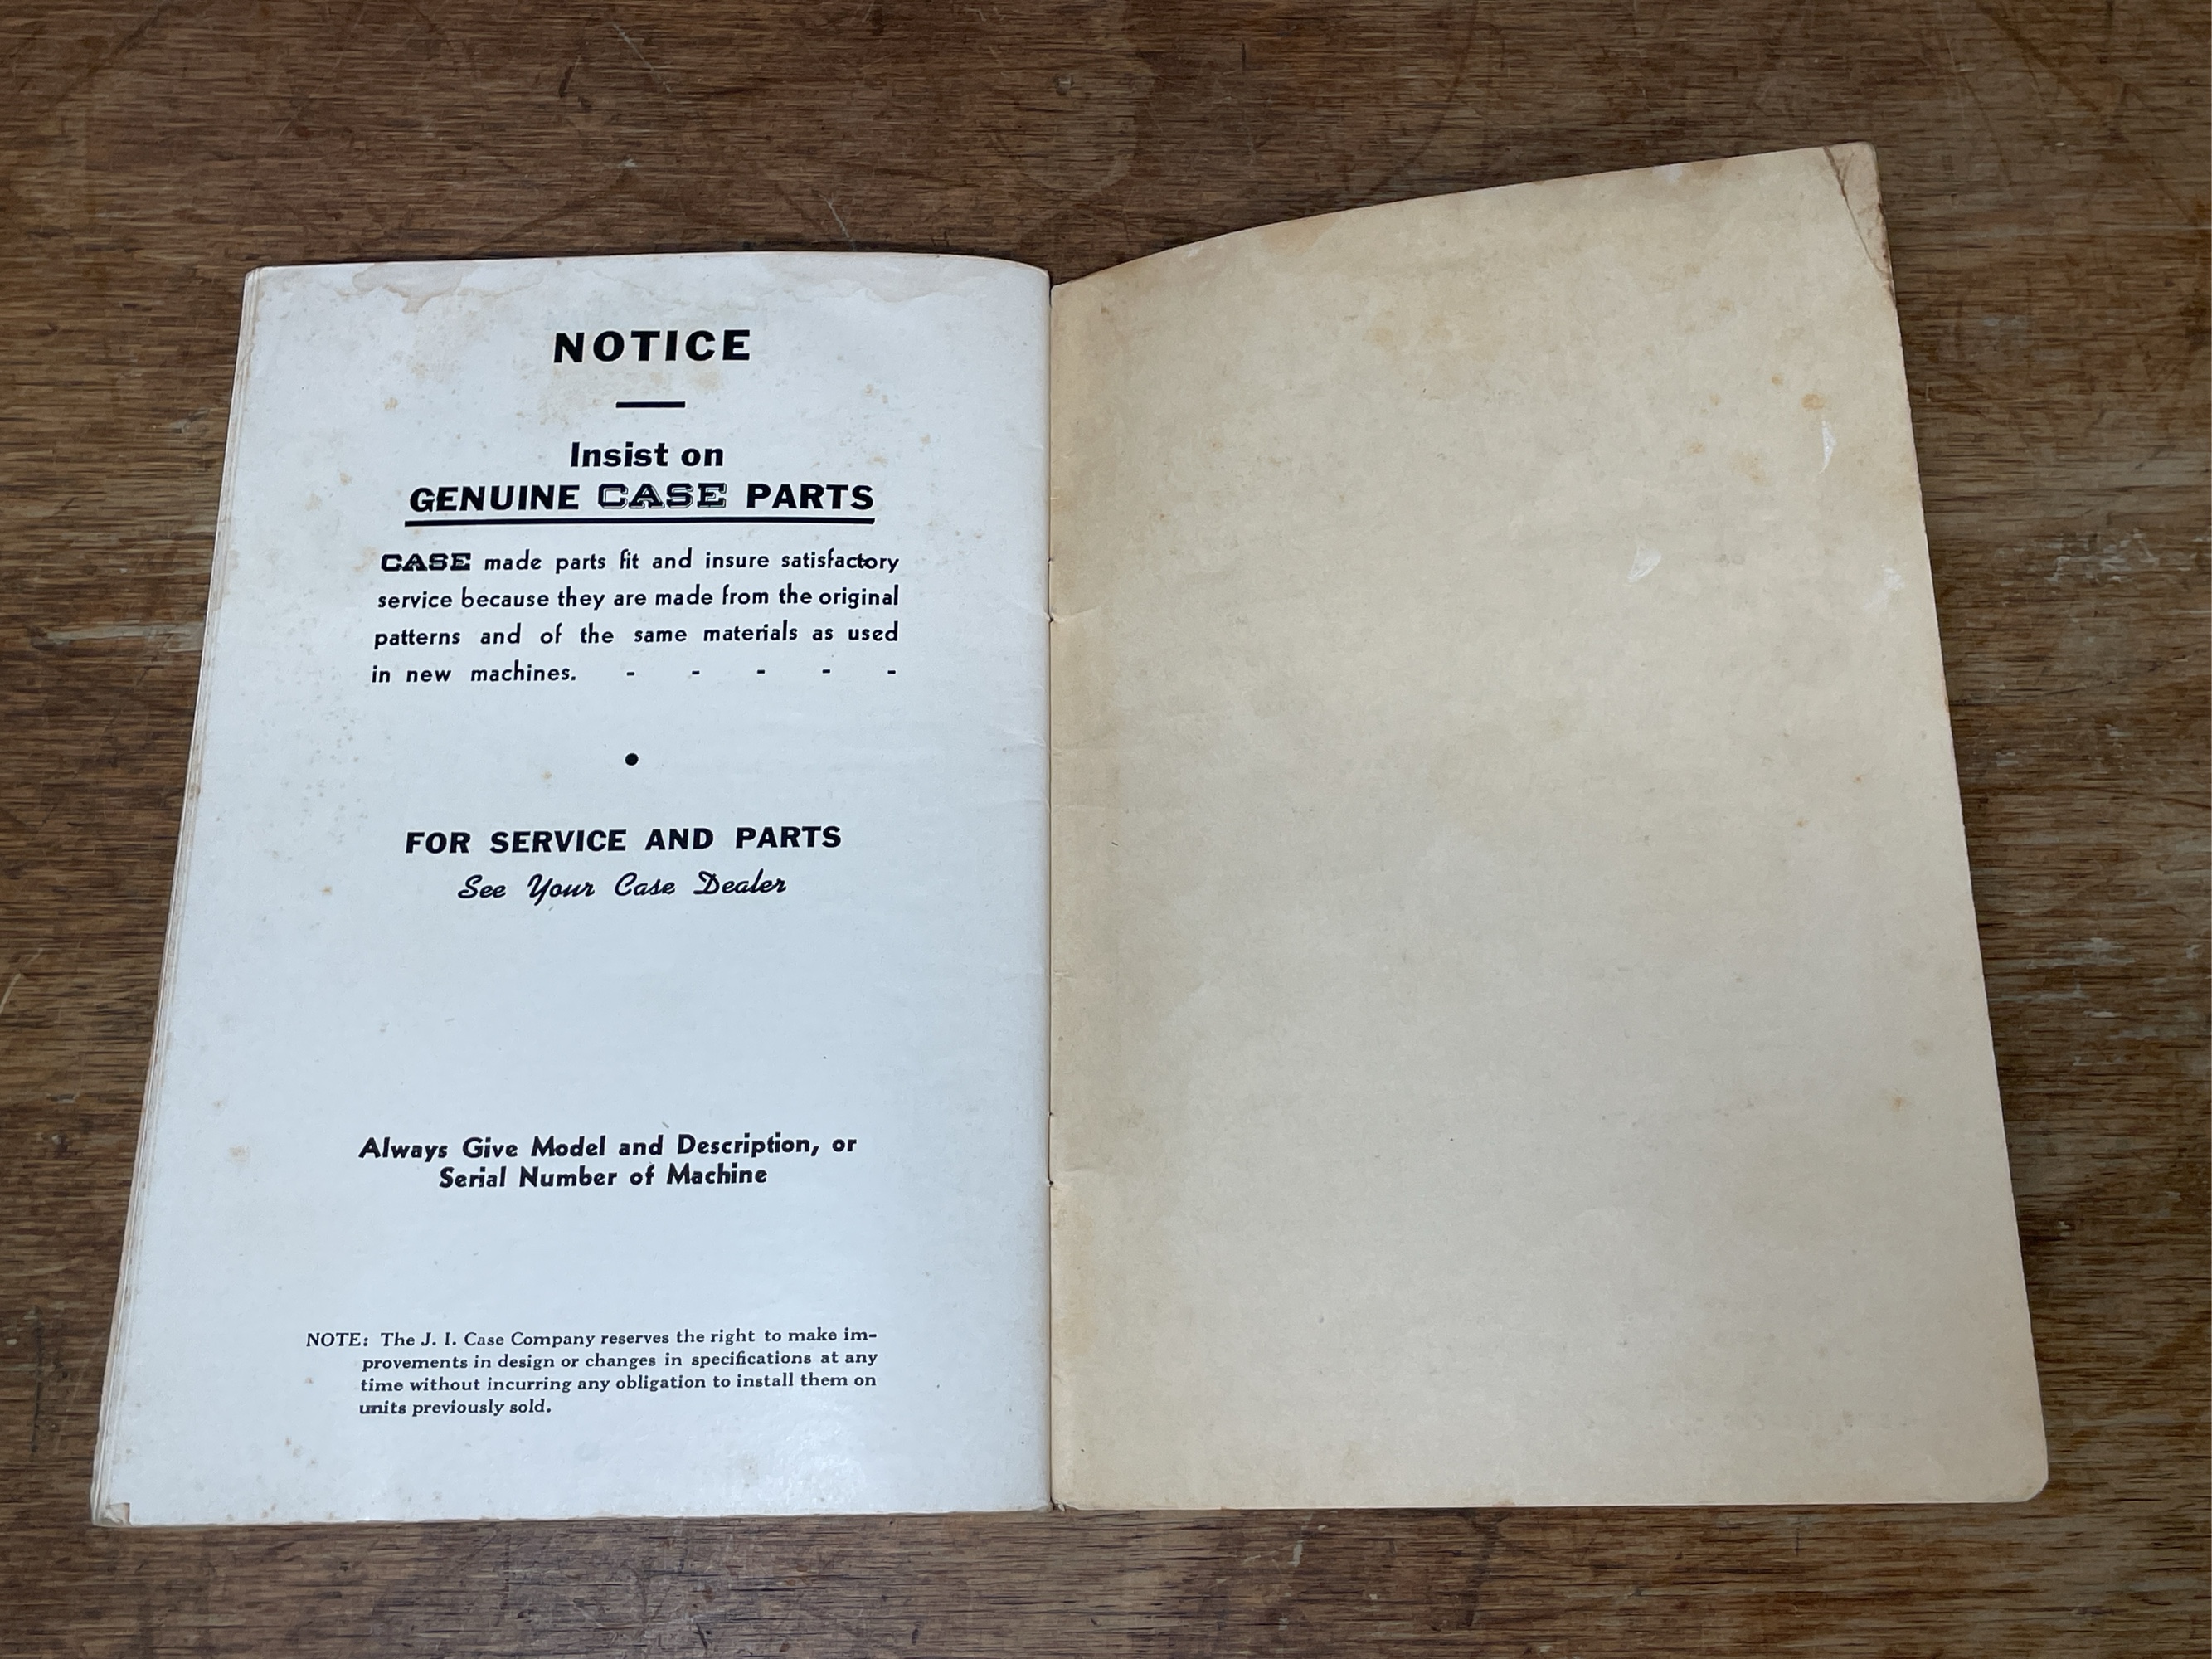 NOTICE
Insist on
GENUINE CASE PARTS
CASE made parts fit and insure satisfactory
service because they are made from the original
patterns and of the same materials as used
in new machines. - - - - -
•
FOR SERVICE AND PARTS
See Your Case Dealer
Always Give Model and Description, or
Serial Number of Machine
NOTE: The J. I. Case Company reserves the right to make im-
provements in design or changes in specifications at any
time without incurring any obligation to install them on
units previously sold.